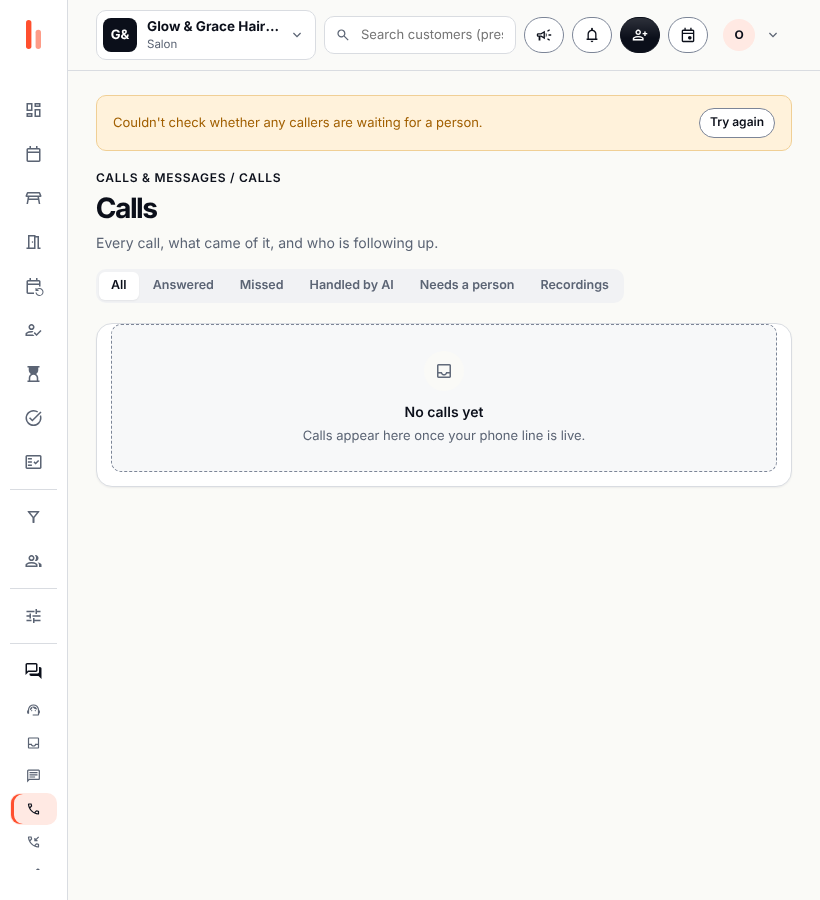 G&
Glow & Grace Hair...
Salon
Search customers (pre
O
Couldn't check whether any callers are waiting for a person.
Try again
CALLS & MESSAGES / CALLS
Calls
Every call, what came of it, and who is following up.
All
Answered
Missed
Handled by AI
Needs a person
Recordings
No calls yet
Calls appear here once your phone line is live.